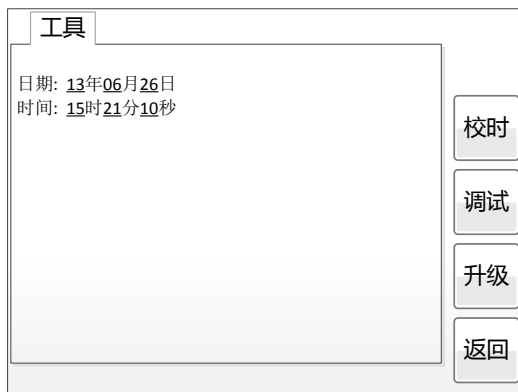 工具
日期: 13年06月26日
时间: 15时21分10秒
校时
调试
升级
返回